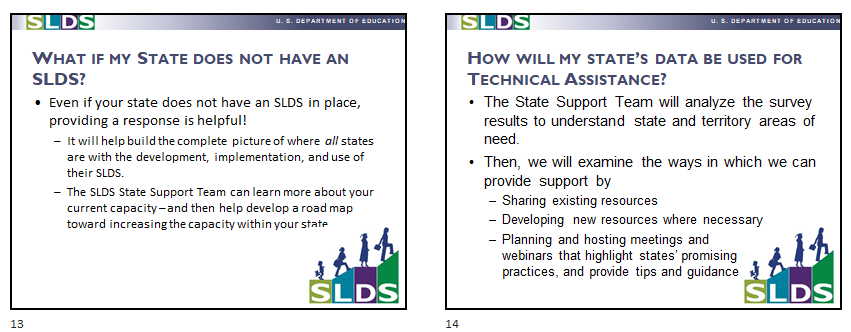 SLDS
U. S. DEPARTMENT OF EDUCATION
WHAT IF MY STATE DOES NOT HAVE AN
SLDS?
• Even if your state does not have an SLDS in place,
providing a response is helpful!
– It will help build the complete picture of where all states
are with the development, implementation, and use of
their SLDS.
– The SLDS State Support Team can learn more about your
current capacity – and then help develop a road map
toward increasing the capacity within your state
SLDS
13
SLDS
U. S. DEPARTMENT OF EDUCATION
HOW WILL MY STATE'S DATA BE USED FOR
TECHNICAL ASSISTANCE?
• The State Support Team will analyze the survey
results to understand state and territory areas of
need.
• Then, we will examine the ways in which we can
provide support by
– Sharing existing resources
– Developing new resources where necessary
– Planning and hosting meetings and
webinars that highlight states' promising
practices, and provide tips and guidance
SLDS
14